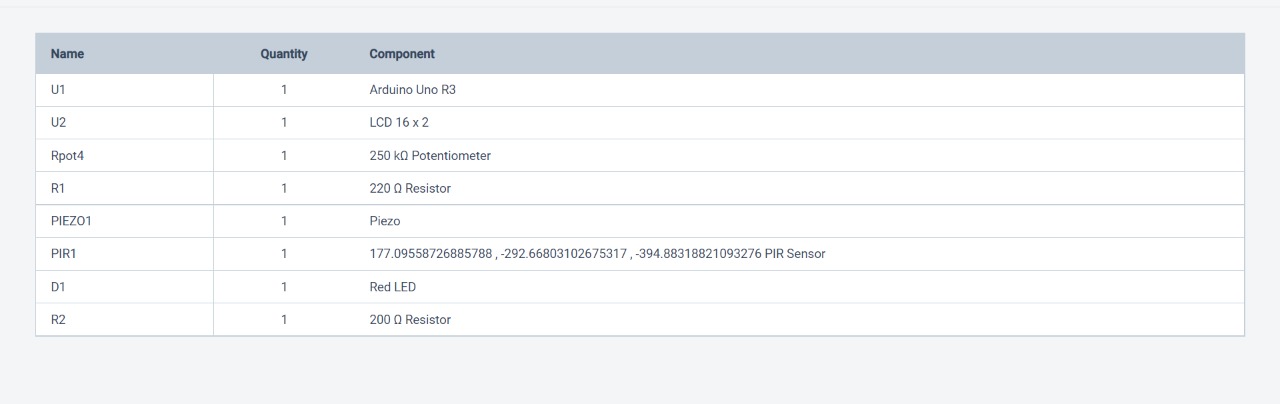 Name Quantity Component
U1 1 Arduino Uno R3
U2 1 LCD 16 x 2
Rpot4 1 250 kΩ Potentiometer
R1 1 220 Ω Resistor
PIEZO1 1 Piezo
PIR1 1 177.09558726885788 , -292.66803102675317 , -394.88318821093276 PIR Sensor
D1 1 Red LED
R2 1 200 Ω Resistor